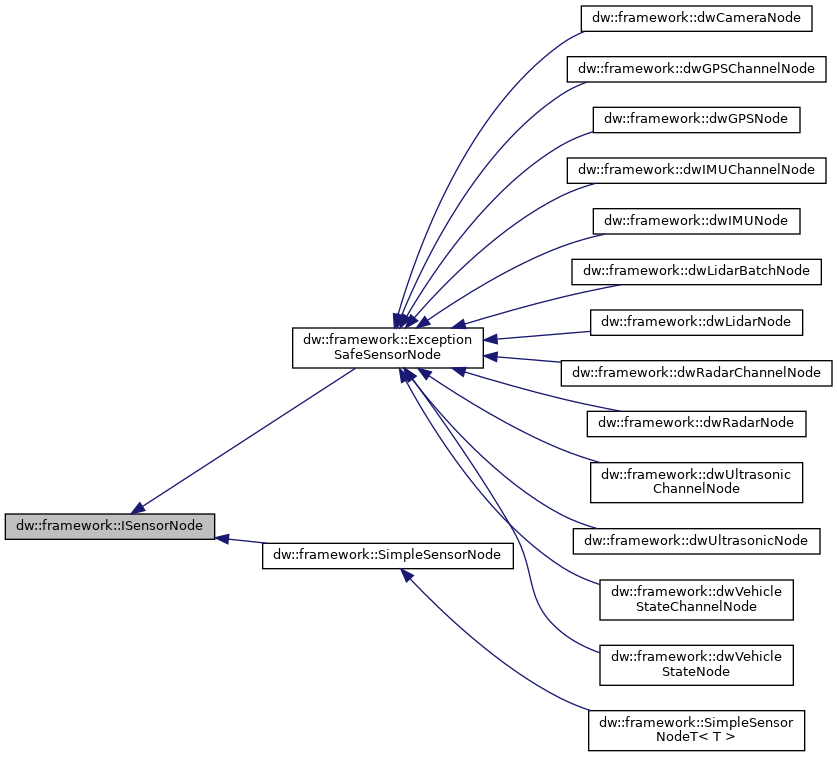 dw::framework::dwCameraNode
dw::framework::dwGPSChannelNode
dw::framework::dwGPSNode
dw::framework::dwIMUChannelNode
dw::framework::dwIMUNode
dw::framework::dwLidarBatchNode
dw::framework::dwLidarNode
dw::framework::Exception
SafeSensorNode
dw::framework::dwRadarChannelNode
dw::framework::dwRadarNode
dw::framework::dwUltrasonic
ChannelNode
dw::framework::ISensorNode
dw::framework::dwUltrasonicNode
dw::framework::SimpleSensorNode
dw::framework::dwVehicle
StateChannelNode
dw::framework::dwVehicle
StateNode
dw::framework::SimpleSensor
NodeT< T >